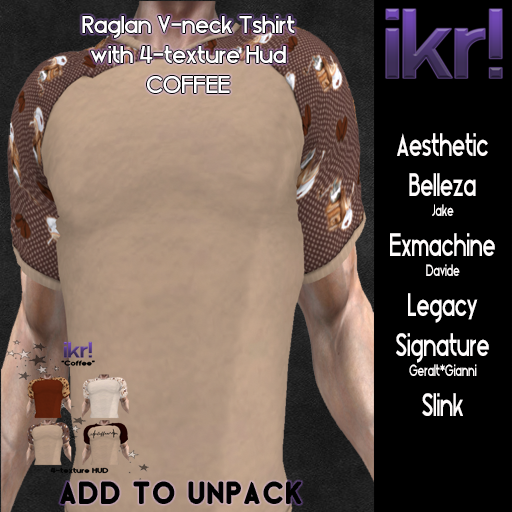 Raglan V-neck Tshirt
with 4-texture Hud
COFFEE
ikr!
Aesthetic
Belleza
Jake
Exmachine
Davide
Legacy
Signature
Geralt*Gianni
Slink
ikr!
"Coffee"
4-texture HUD
ADD TO UNPACK